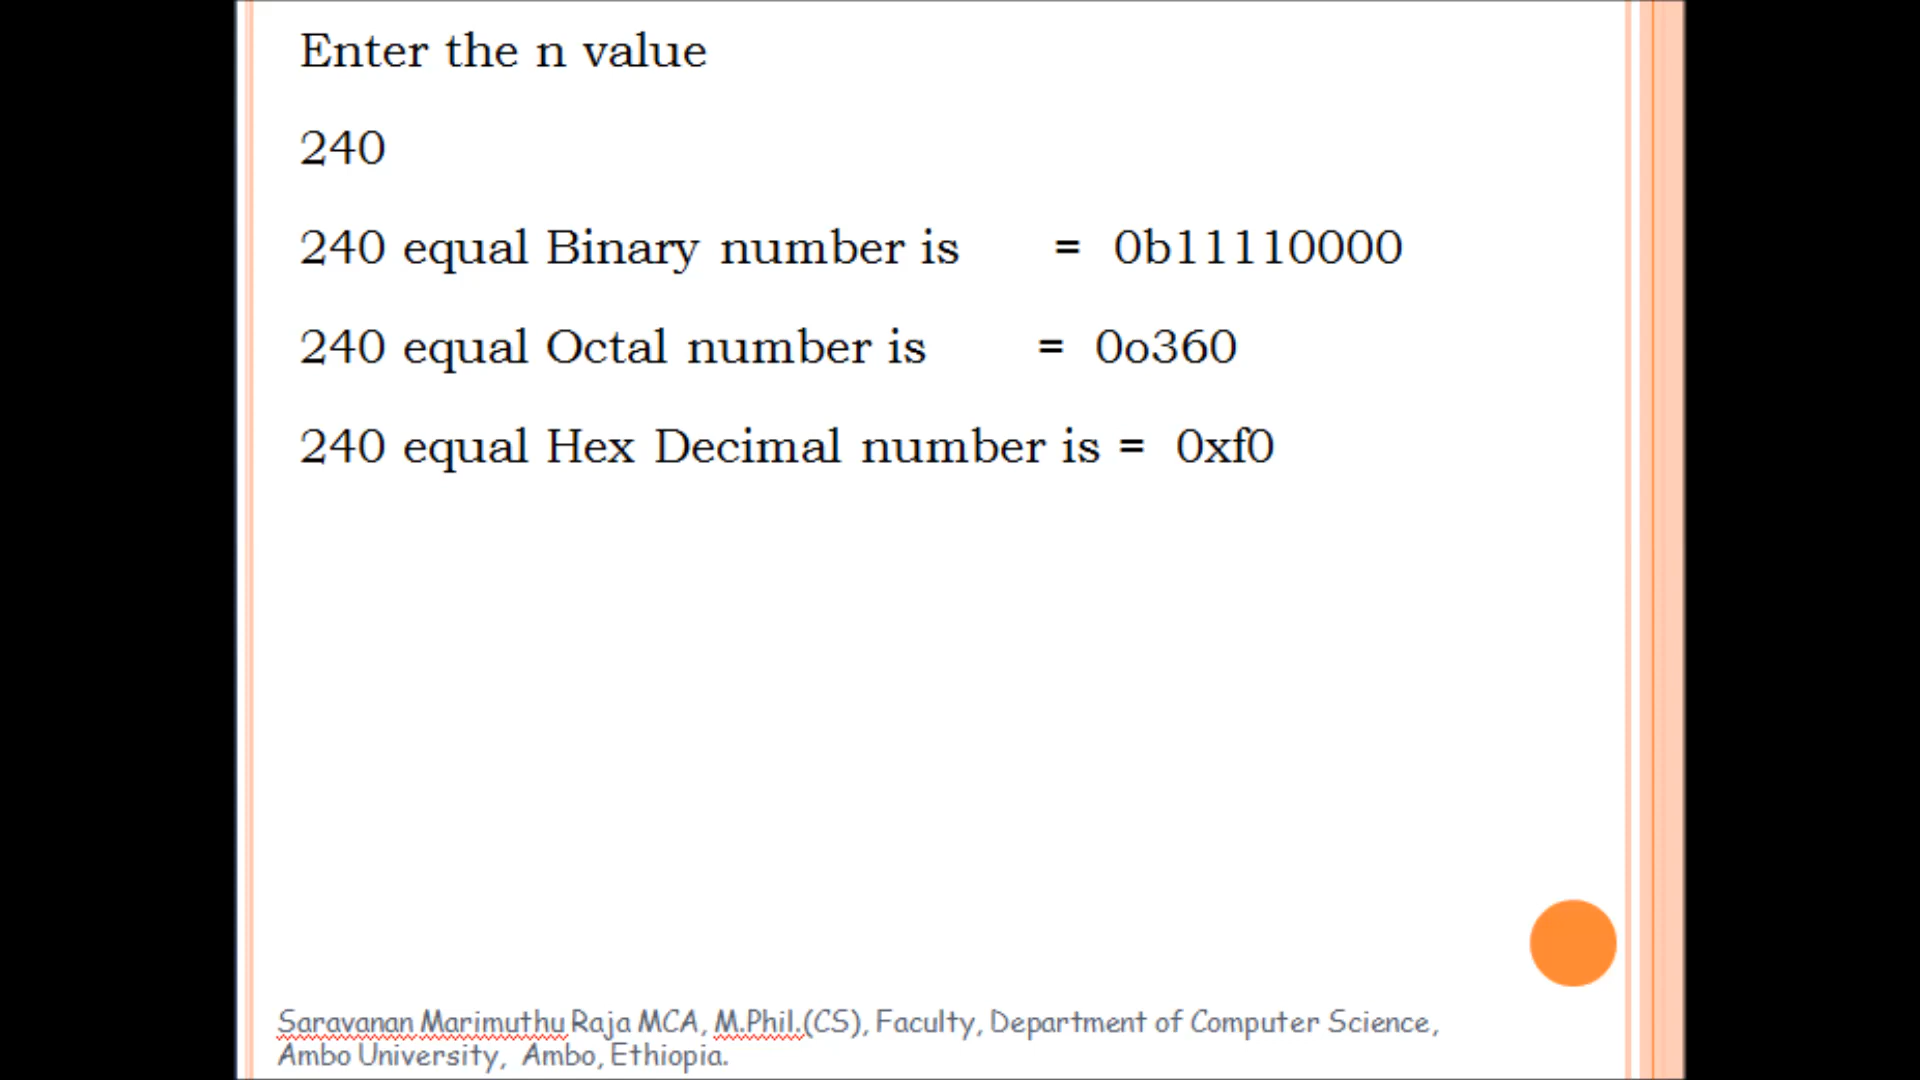 Enter the n value
240
240 equal Binary number is = 0b11110000
240 equal Octal number is = 0o360
240 equal Hex Decimal number is = 0xf0
Saravanan Marimuthu Raja MCA, M.Phil.(CS), Faculty, Department of Computer Science,
Ambo University, Ambo, Ethiopia.